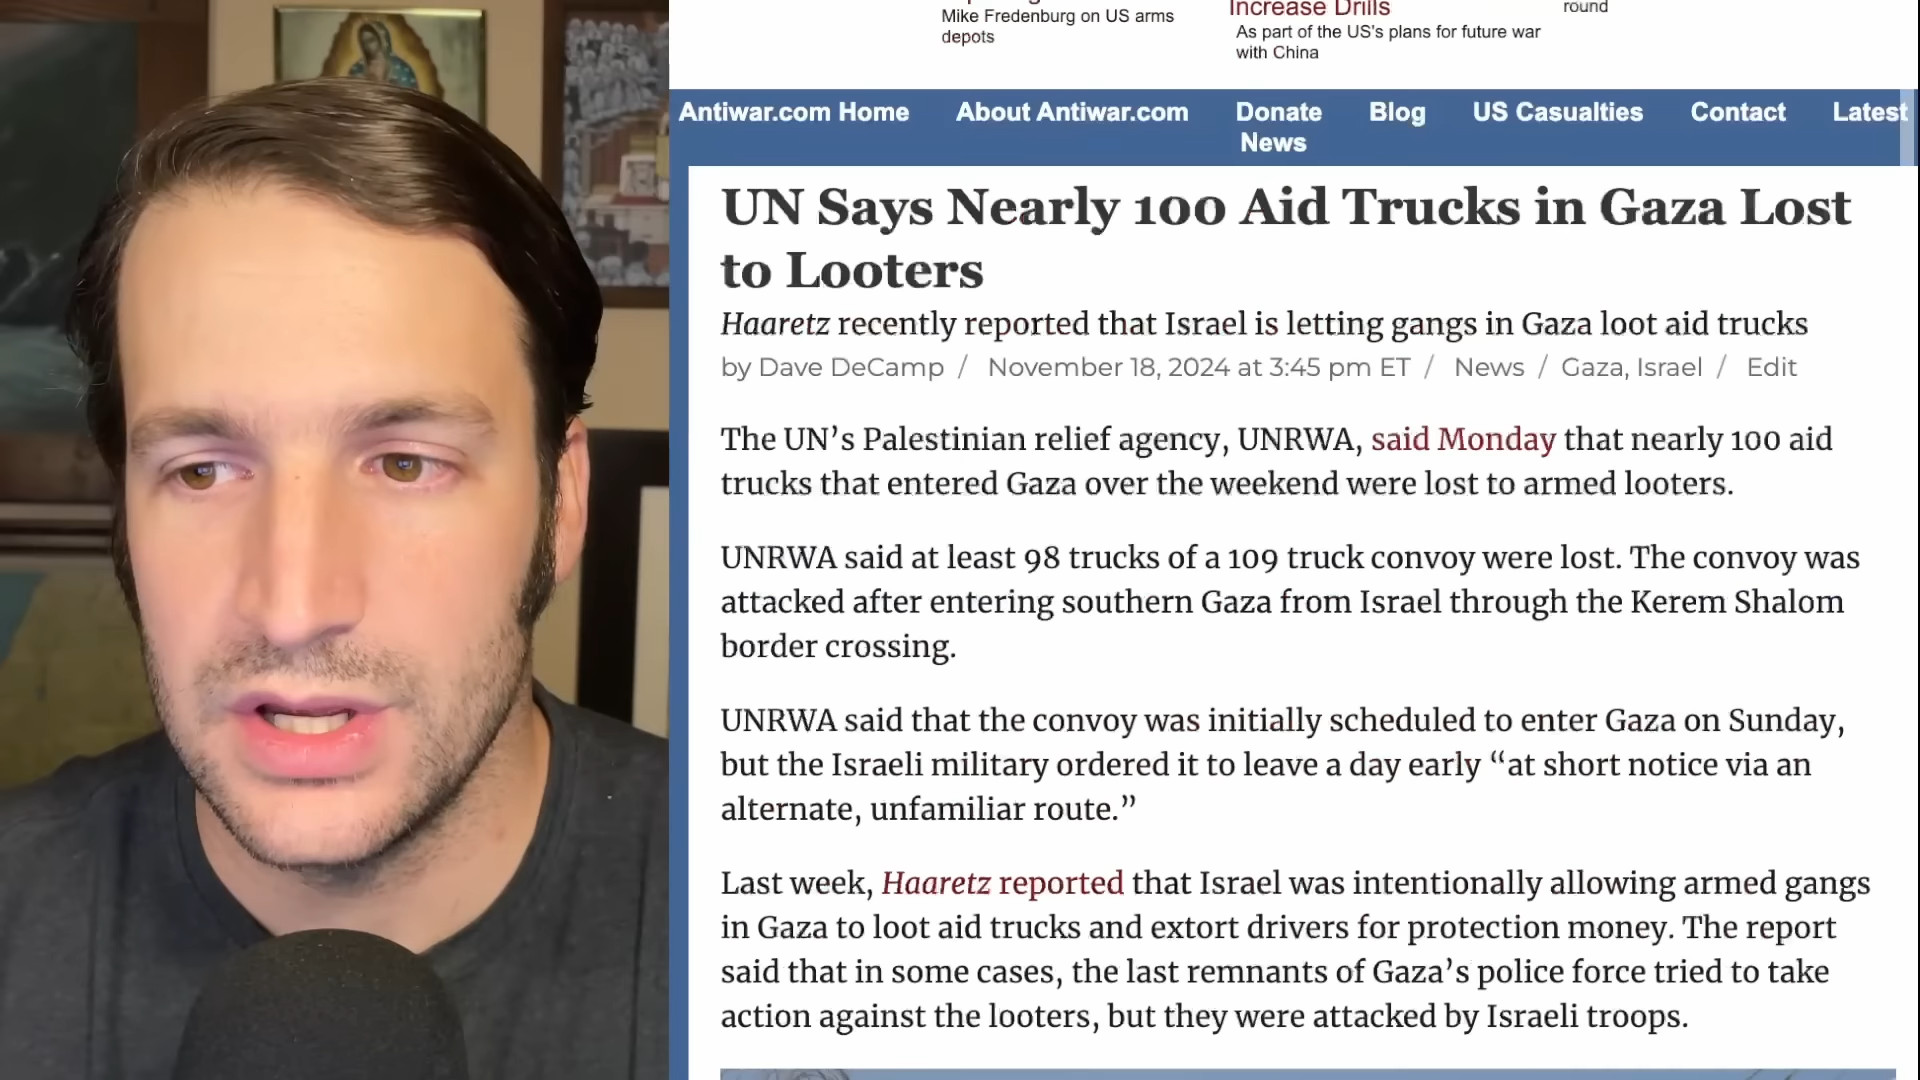 Mike Fredenburg on US arms
depots
Increase Drills
As part of the US's plans for future war
with China
round
Antiwar.com Home About Antiwar.com Donate Blog US Casualties Contact Latest
News
UN Says Nearly 100 Aid Trucks in Gaza Lost
to Looters
Haaretz recently reported that Israel is letting gangs in Gaza loot aid trucks
by Dave DeCamp / November 18, 2024 at 3:45 pm ET / News / Gaza, Israel / Edit
The UN’s Palestinian relief agency, UNRWA, said Monday that nearly 100 aid
trucks that entered Gaza over the weekend were lost to armed looters.
UNRWA said at least 98 trucks of a 109 truck convoy were lost. The convoy was
attacked after entering southern Gaza from Israel through the Kerem Shalom
border crossing.
UNRWA said that the convoy was initially scheduled to enter Gaza on Sunday,
but the Israeli military ordered it to leave a day early “at short notice via an
alternate, unfamiliar route.”
Last week, Haaretz reported that Israel was intentionally allowing armed gangs
in Gaza to loot aid trucks and extort drivers for protection money. The report
said that in some cases, the last remnants of Gaza’s police force tried to take
action against the looters, but they were attacked by Israeli troops.